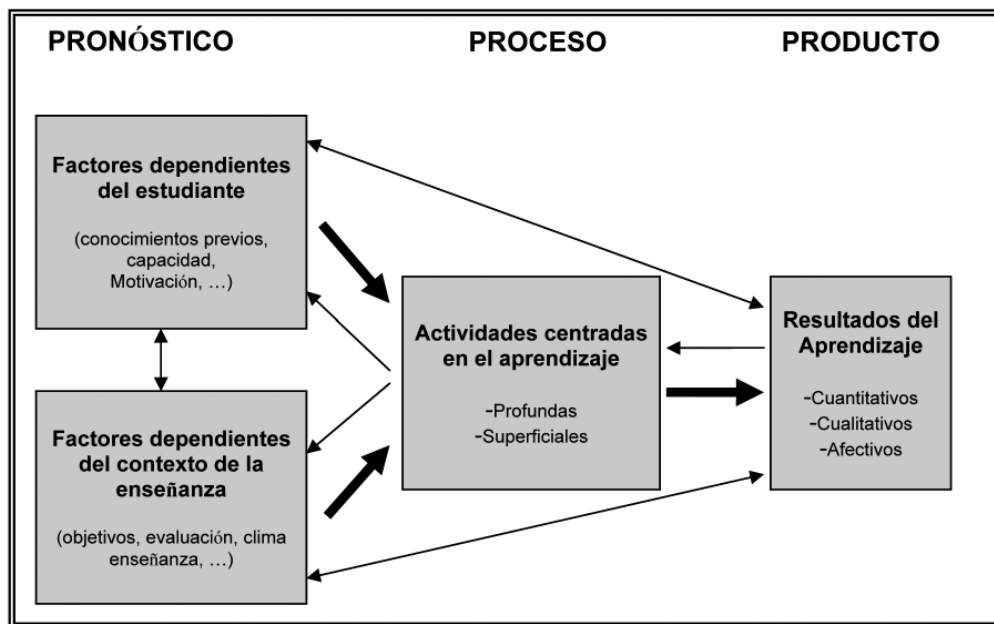 PRONÓSTICO
PROCESO
PRODUCTO
Factores dependientes
del estudiante
(conocimientos previos,
capacidad,
Motivación, ...)
Factores dependientes
del contexto de la
enseñanza
(objetivos, evaluación, clima
enseñanza, ...)
Actividades centradas
en el aprendizaje
-Profundas
-Superficiales
Resultados del
Aprendizaje
-Cuantitativos
-Cualitativos
-Afectivos